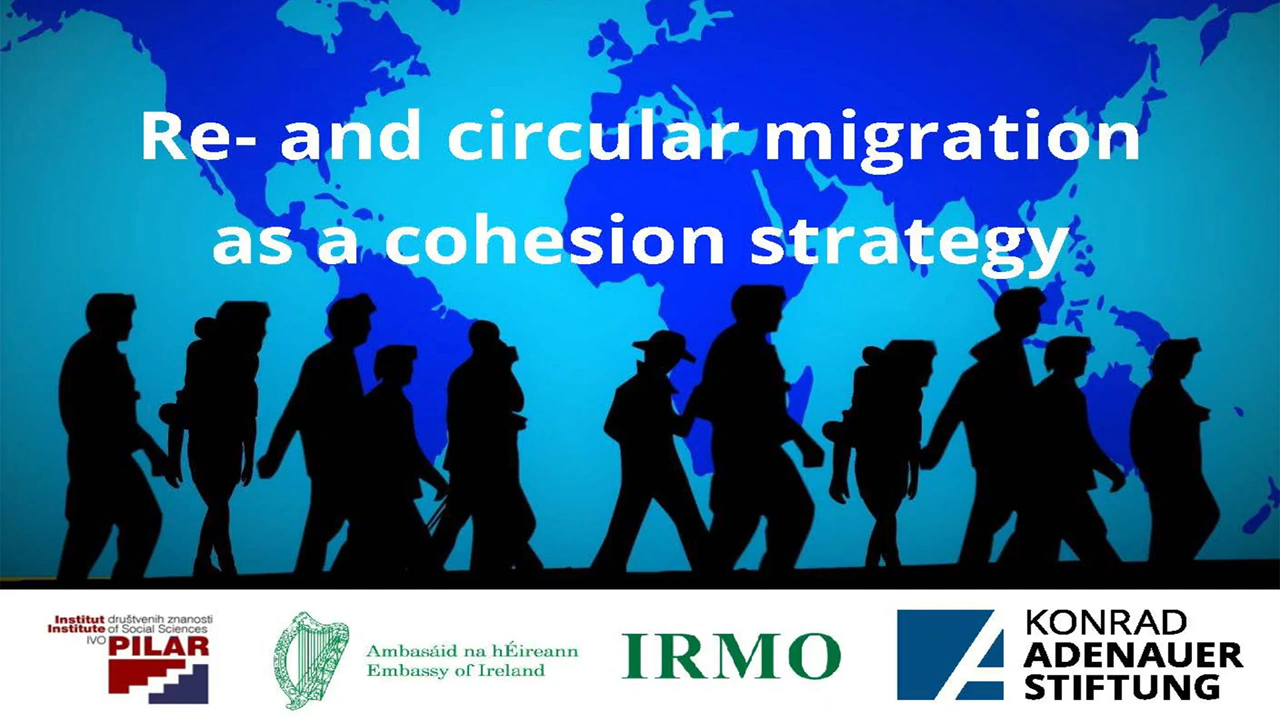 Re- and circular migration
as a cohesion strategy
Institut društvenih znanosti
Institute of Social Sciences
IVO PILAR
Ambasáid na hÉireann
Embassy of Ireland
IRMO
KONRAD
ADENAUER
STIFTUNG